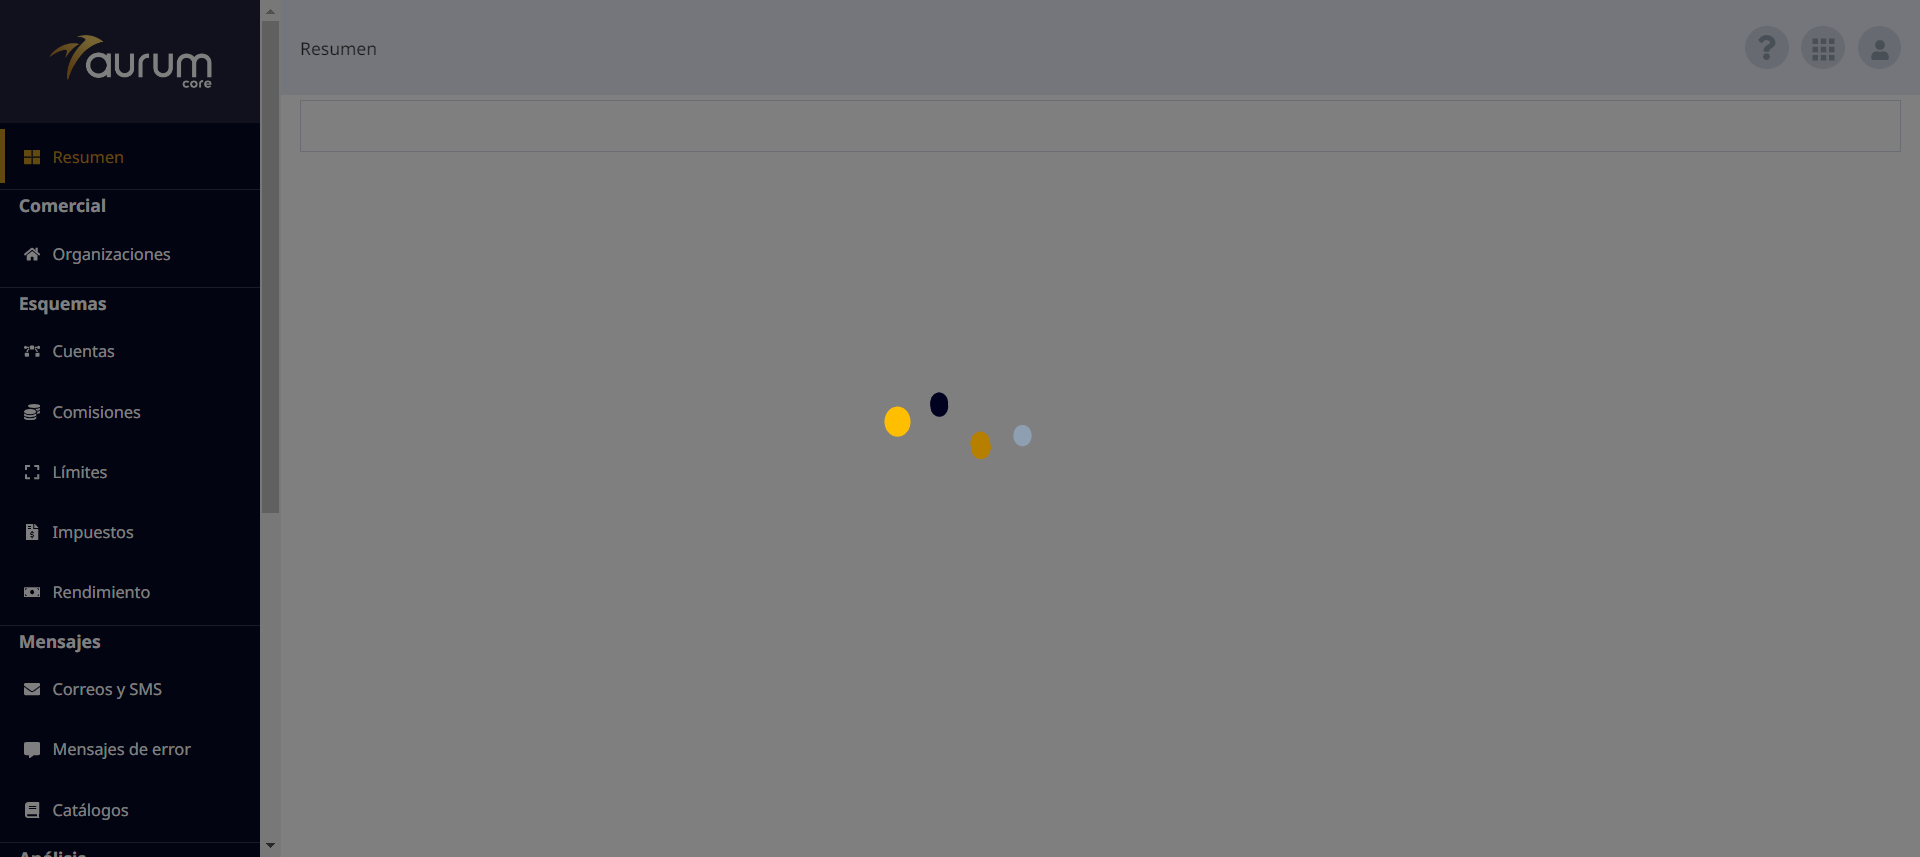 aurum
core
Resumen
Resumen
Comercial
Organizaciones
Esquemas
Cuentas
Comisiones
Límites
Impuestos
Rendimiento
Mensajes
Correos y SMS
Mensajes de error
Catálogos
Análisis
?